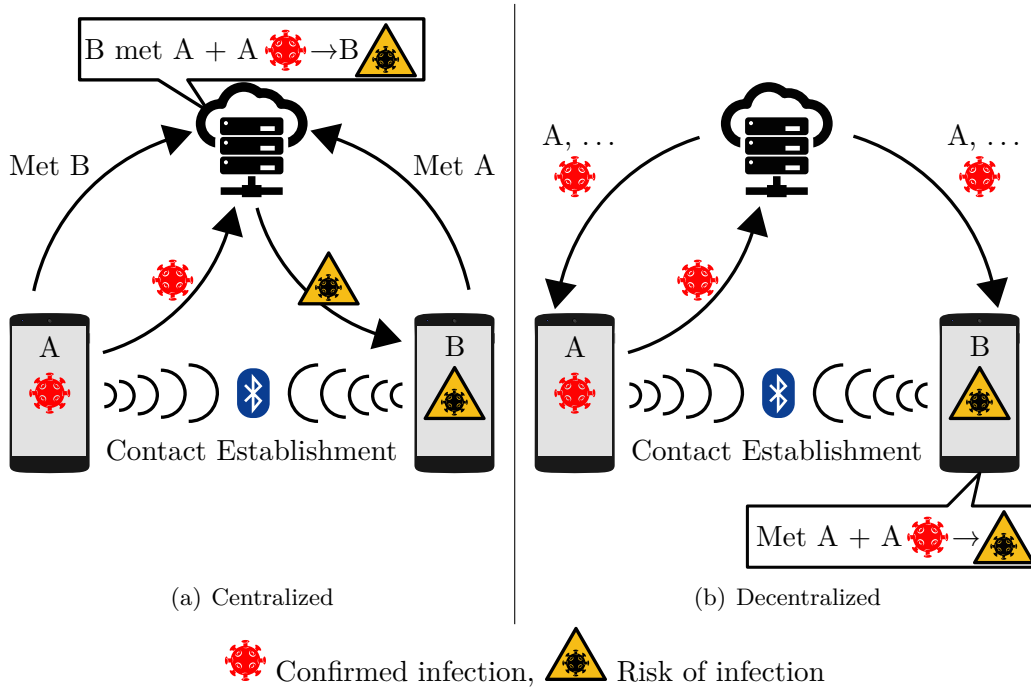 B met A + A → B
Met B
Met A
A
B
Contact Establishment
(a) Centralized
A, ...
A, ...
A
B
Contact Establishment
Met A + A →
(b) Decentralized
Confirmed infection, Risk of infection